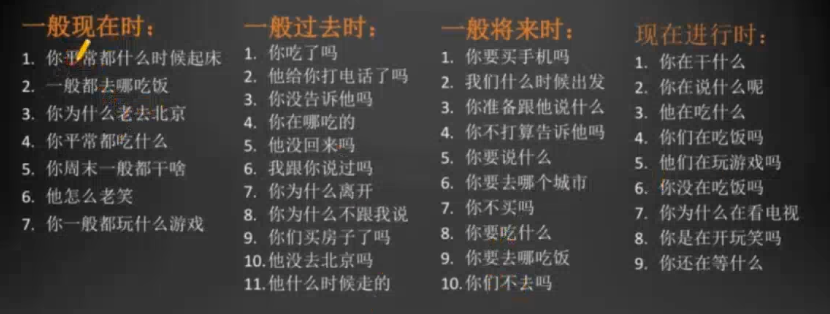 一般现在时：
1. 你平常都什么时候起床
2. 一般都去哪吃饭
3. 你为什么老去北京
4. 你平常都吃什么
5. 你周末一般都干啥
6. 他怎么老笑
7. 你一般都玩什么游戏
一般过去时：
1. 你吃了吗
2. 他给你打电话了吗
3. 你没告诉他吗
4. 你在哪吃的
5. 他没回来吗
6. 我跟你说过吗
7. 你为什么离开
8. 你为什么不跟我说
9. 你们买房子了吗
10. 他没去北京吗
11. 他什么时候走的
一般将来时：
1. 你要买手机吗
2. 我们什么时候出发
3. 你准备跟他说什么
4. 你不打算告诉他吗
5. 你要说什么
6. 你要去哪个城市
7. 你不买吗
8. 你要吃什么
9. 你要去哪吃饭
10. 你们不去吗
现在进行时：
1. 你在干什么
2. 你在说什么呢
3. 他在吃什么
4. 你们在吃饭吗
5. 他们在玩游戏吗
6. 你没在吃饭吗
7. 你为什么在看电视
8. 你是在开玩笑吗
9. 你还在等什么